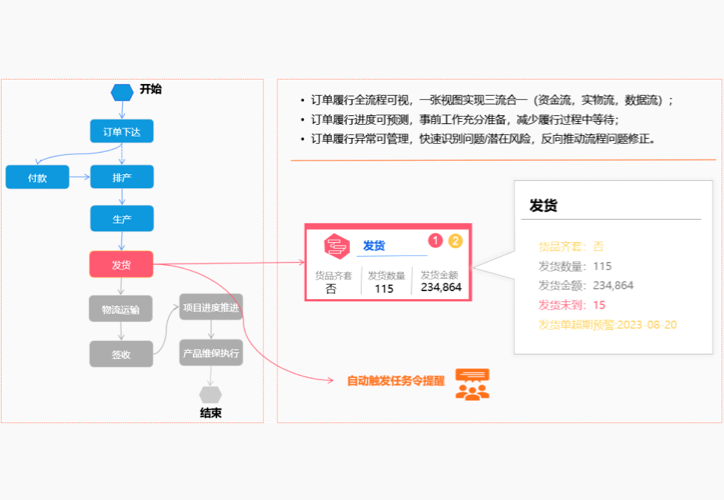 开始
订单下达
付款
排产
生产
发货
物流运输
签收
项目进度推进
产品维保执行
结束
• 订单履行全流程可视，一张视图实现三流合一（资金流，实物流，数据流）；
• 订单履行进度可预测，事前工作充分准备，减少履行过程中等待；
• 订单履行异常可管理，快速识别问题/潜在风险，反向推动流程问题修正。
发货
1
2
货品齐套 发货数量 发货金额
否 115 234,864
发货
货品齐套：否
发货数量：115
发货金额：234,864
发货未到：15
发货单超期预警:2023-08-20
自动触发任务令提醒